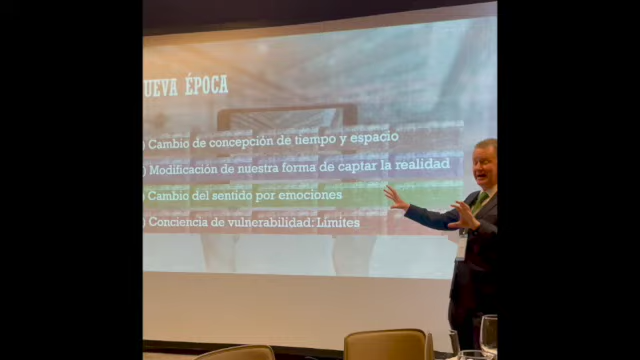 UEVA ÉPOCA
) Cambio de concepción de tiempo y espacio
) Modificación de nuestra forma de captar la realidad
) Cambio del sentido por emociones
) Conciencia de vulnerabilidad: Límites